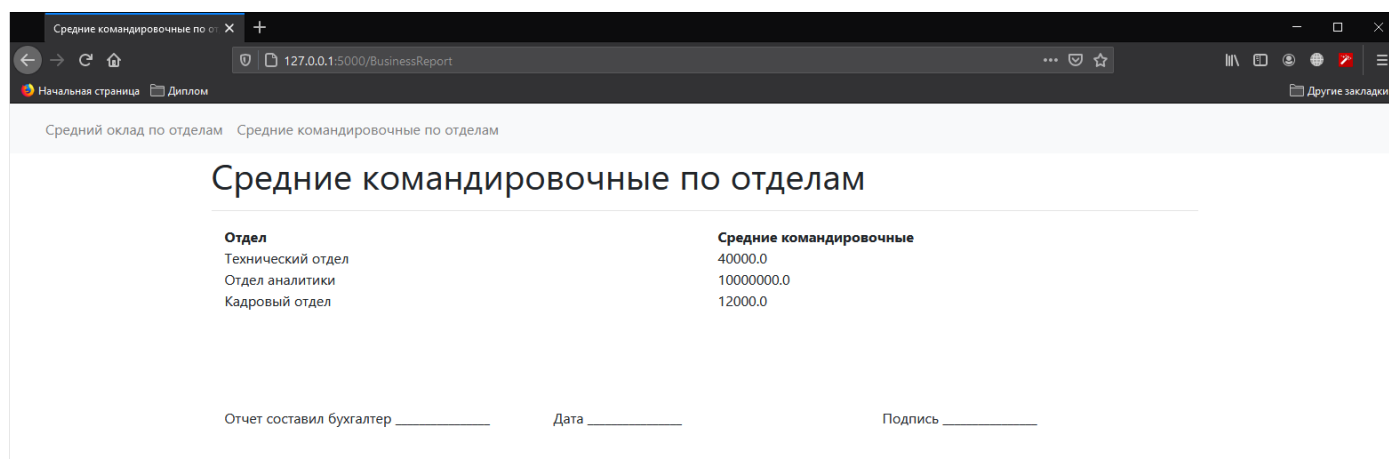 Средние командировочные по от
127.0.0.1:5000/BusinessReport
Начальная страница Диплом Другие закладки
Средний оклад по отделам Средние командировочные по отделам
Средние командировочные по отделам
Отдел Средние командировочные
Технический отдел 40000.0
Отдел аналитики 10000000.0
Кадровый отдел 12000.0
Отчет составил бухгалтер ______________ Дата ______________ Подпись ______________